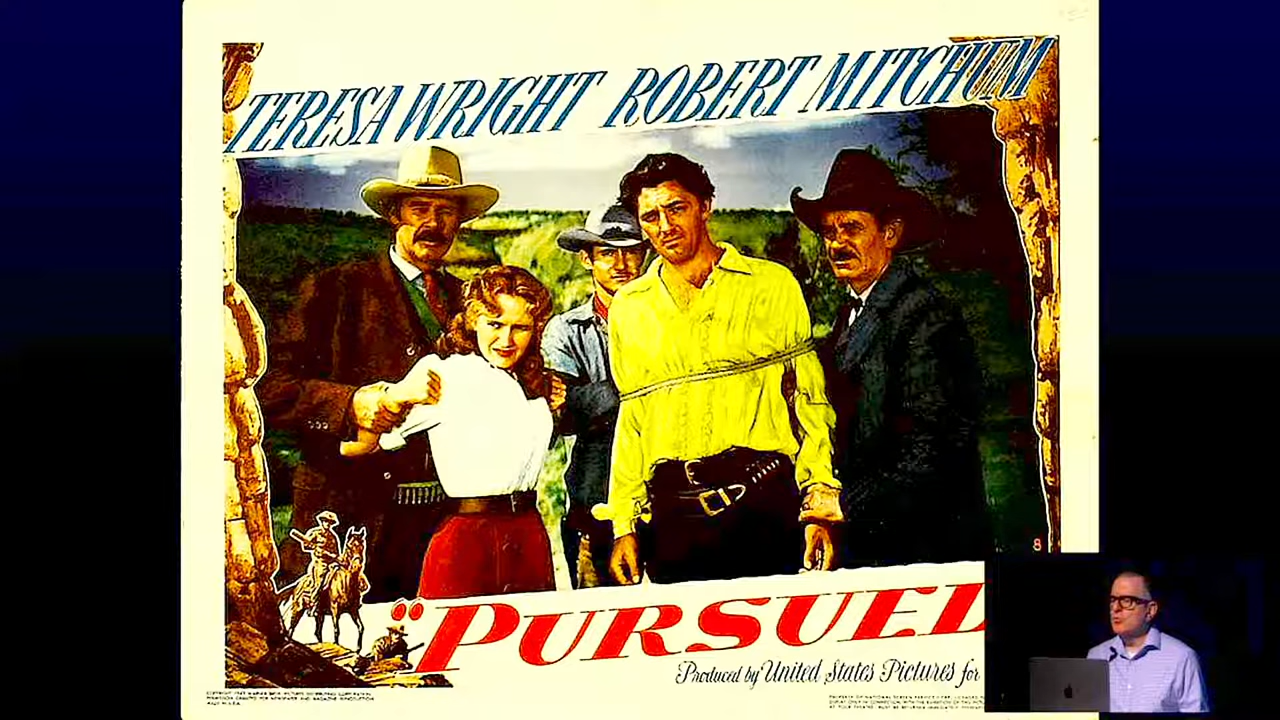 TERESA WRIGHT ROBERT MITCHUM
8
"PURSUED
Produced by United States Pictures for